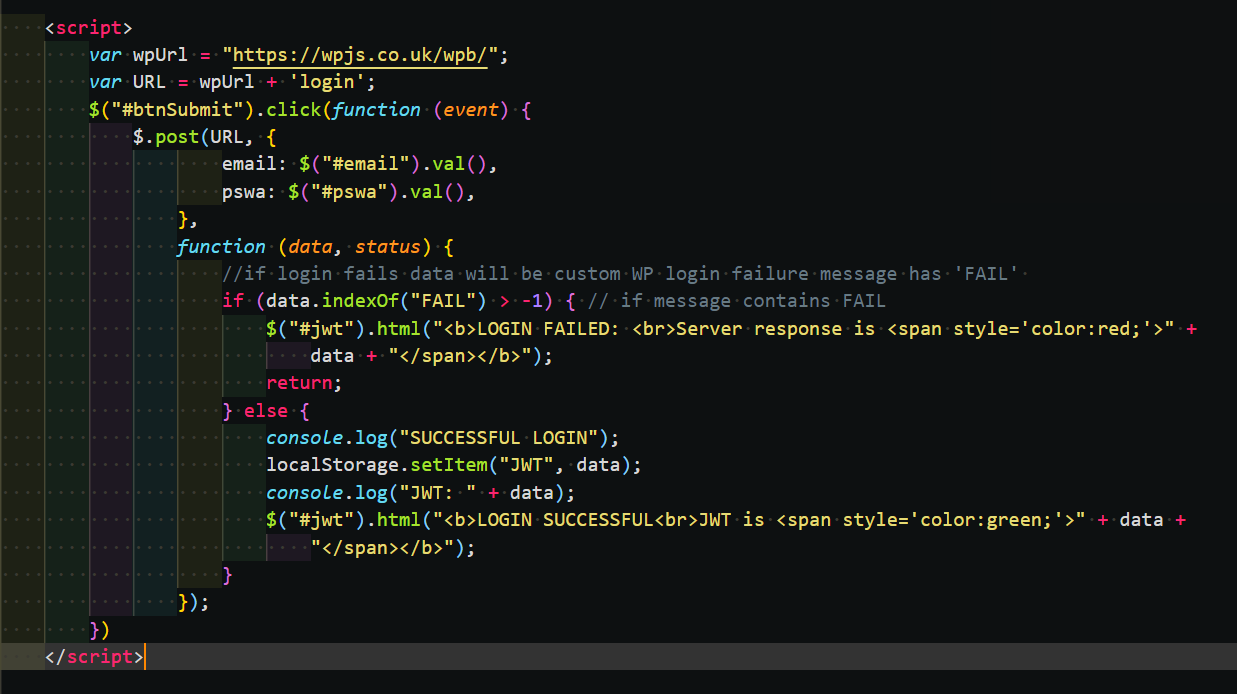 <script>
var wpUrl = "https://wpjs.co.uk/wpb/";
var URL = wpUrl + 'login';
$("#btnSubmit").click(function (event) {
$.post(URL, {
email: $("#email").val(),
pswa: $("#pswa").val(),
},
function (data, status) {
//if login fails data will be custom WP login failure message has 'FAIL'
if (data.indexOf("FAIL") > -1) { // if message contains FAIL
$("#jwt").html("<b>LOGIN FAILED: <br>Server response is <span style='color:red;'>" +
data + "</span></b>");
return;
} else {
console.log("SUCCESSFUL LOGIN");
localStorage.setItem("JWT", data);
console.log("JWT: " + data);
$("#jwt").html("<b>LOGIN SUCCESSFUL<br>JWT is <span style='color:green;'>" + data +
"</span></b>");
}
});
})
</script>